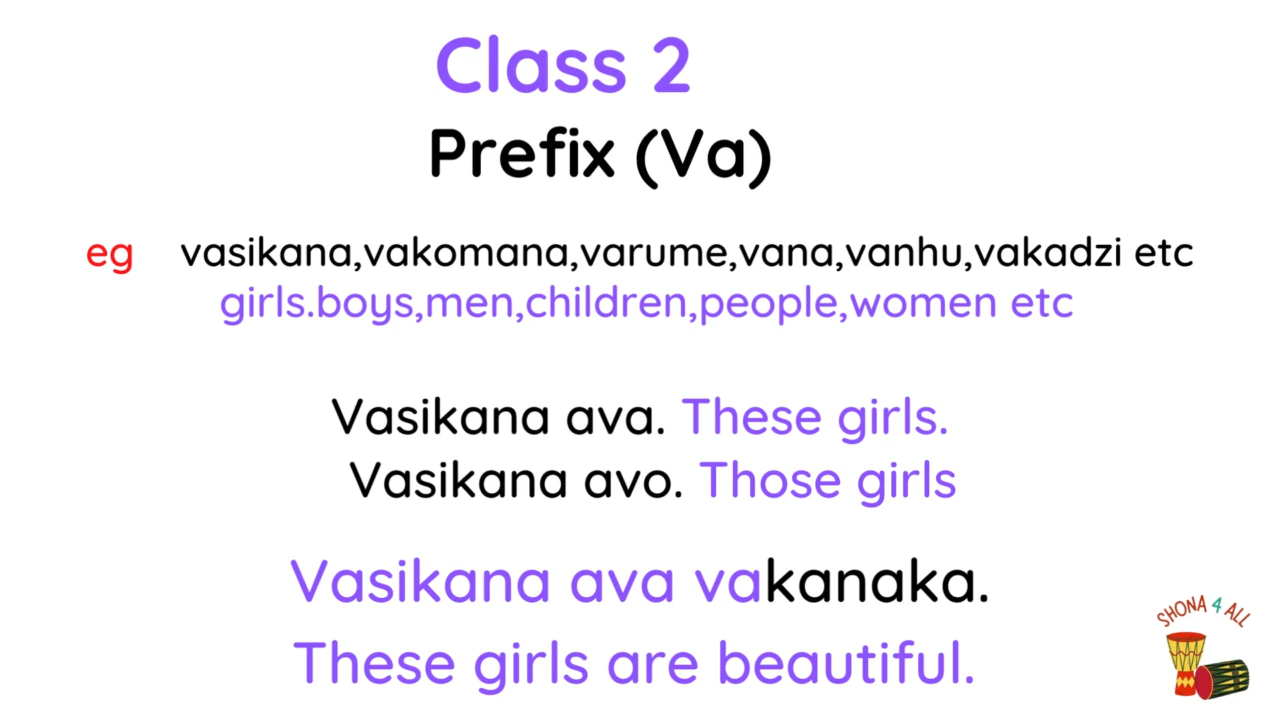 Class 2
Prefix (Va)
eg vasikana,vakomana,varume,vana,vanhu,vakadzi etc
girls.boys,men,children,people,women etc
Vasikana ava. These girls.
Vasikana avo. Those girls
Vasikana ava vakanaka.
These girls are beautiful.
SHONA 4 ALL